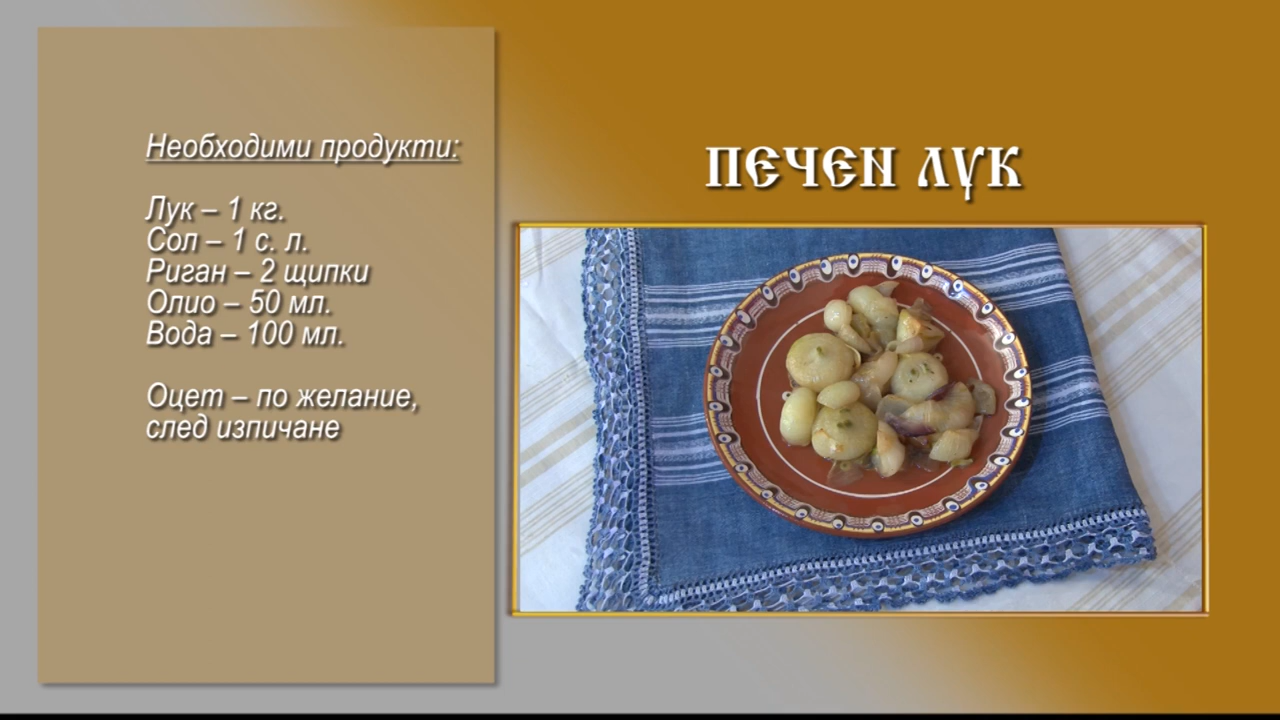 Необходими продукти:
Лук – 1 кг.
Сол – 1 с. л.
Риган – 2 щипки
Олио – 50 мл.
Вода – 100 мл.
Оцет – по желание,
след изпичане
ПЕЧЕН ЛУК